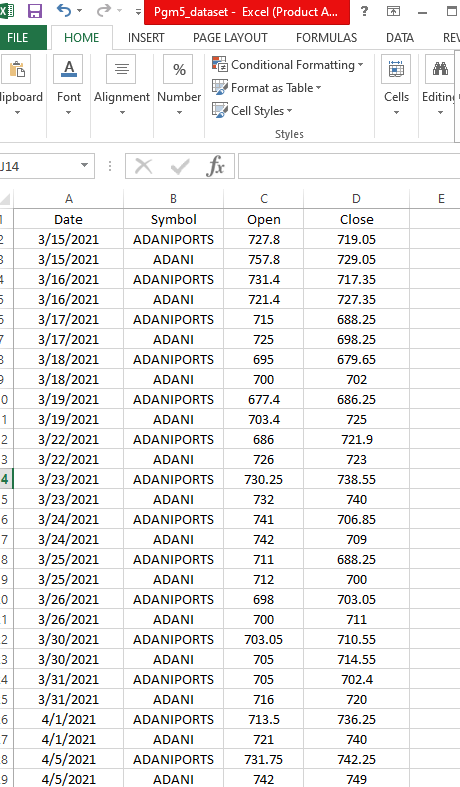 Pgm5_dataset - Excel (Product A... ?
FILE HOME INSERT PAGE LAYOUT FORMULAS DATA REV
lipboard Font Alignment Number Conditional Formatting Format as Table Cell Styles Styles Cells Editing
J14 fx
A B C D E
1 Date Symbol Open Close
2 3/15/2021 ADANIPORTS 727.8 719.05
3 3/15/2021 ADANI 757.8 729.05
4 3/16/2021 ADANIPORTS 731.4 717.35
5 3/16/2021 ADANI 721.4 727.35
6 3/17/2021 ADANIPORTS 715 688.25
7 3/17/2021 ADANI 725 698.25
8 3/18/2021 ADANIPORTS 695 679.65
9 3/18/2021 ADANI 700 702
0 3/19/2021 ADANIPORTS 677.4 686.25
1 3/19/2021 ADANI 703.4 725
2 3/22/2021 ADANIPORTS 686 721.9
3 3/22/2021 ADANI 726 723
4 3/23/2021 ADANIPORTS 730.25 738.55
5 3/23/2021 ADANI 732 740
6 3/24/2021 ADANIPORTS 741 706.85
7 3/24/2021 ADANI 742 709
8 3/25/2021 ADANIPORTS 711 688.25
9 3/25/2021 ADANI 712 700
0 3/26/2021 ADANIPORTS 698 703.05
1 3/26/2021 ADANI 700 711
2 3/30/2021 ADANIPORTS 703.05 710.55
3 3/30/2021 ADANI 705 714.55
4 3/31/2021 ADANIPORTS 705 702.4
5 3/31/2021 ADANI 716 720
6 4/1/2021 ADANIPORTS 713.5 736.25
7 4/1/2021 ADANI 721 740
8 4/5/2021 ADANIPORTS 731.75 742.25
9 4/5/2021 ADANI 742 749